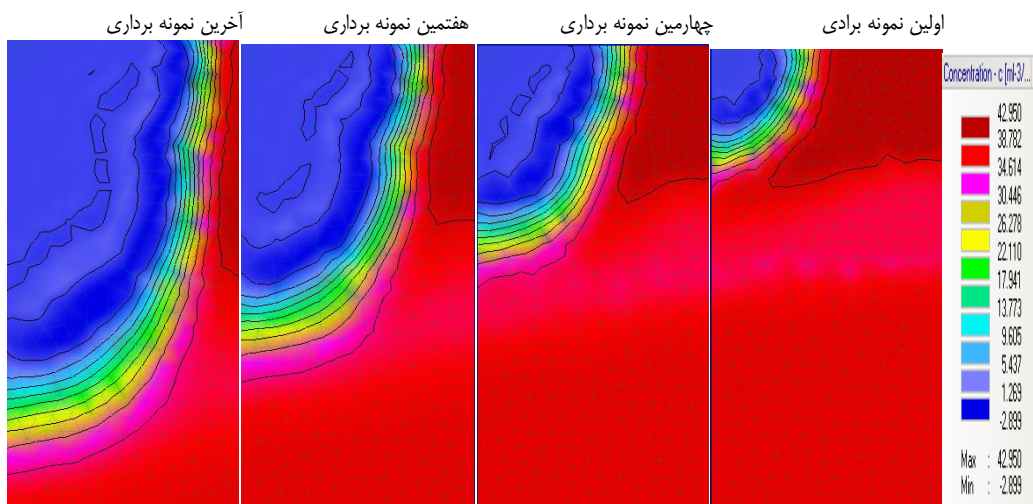 اولین نمونه برادی
چهارمین نمونه برداری
هفتمین نمونه برداری
آخرین نمونه برداری
Concentration - c [ml-3/...
42.950
38.782
34.614
30.446
26.278
22.110
17.941
13.773
9.605
5.437
1.269
-2.899
Max : 42.950
Min : -2.899